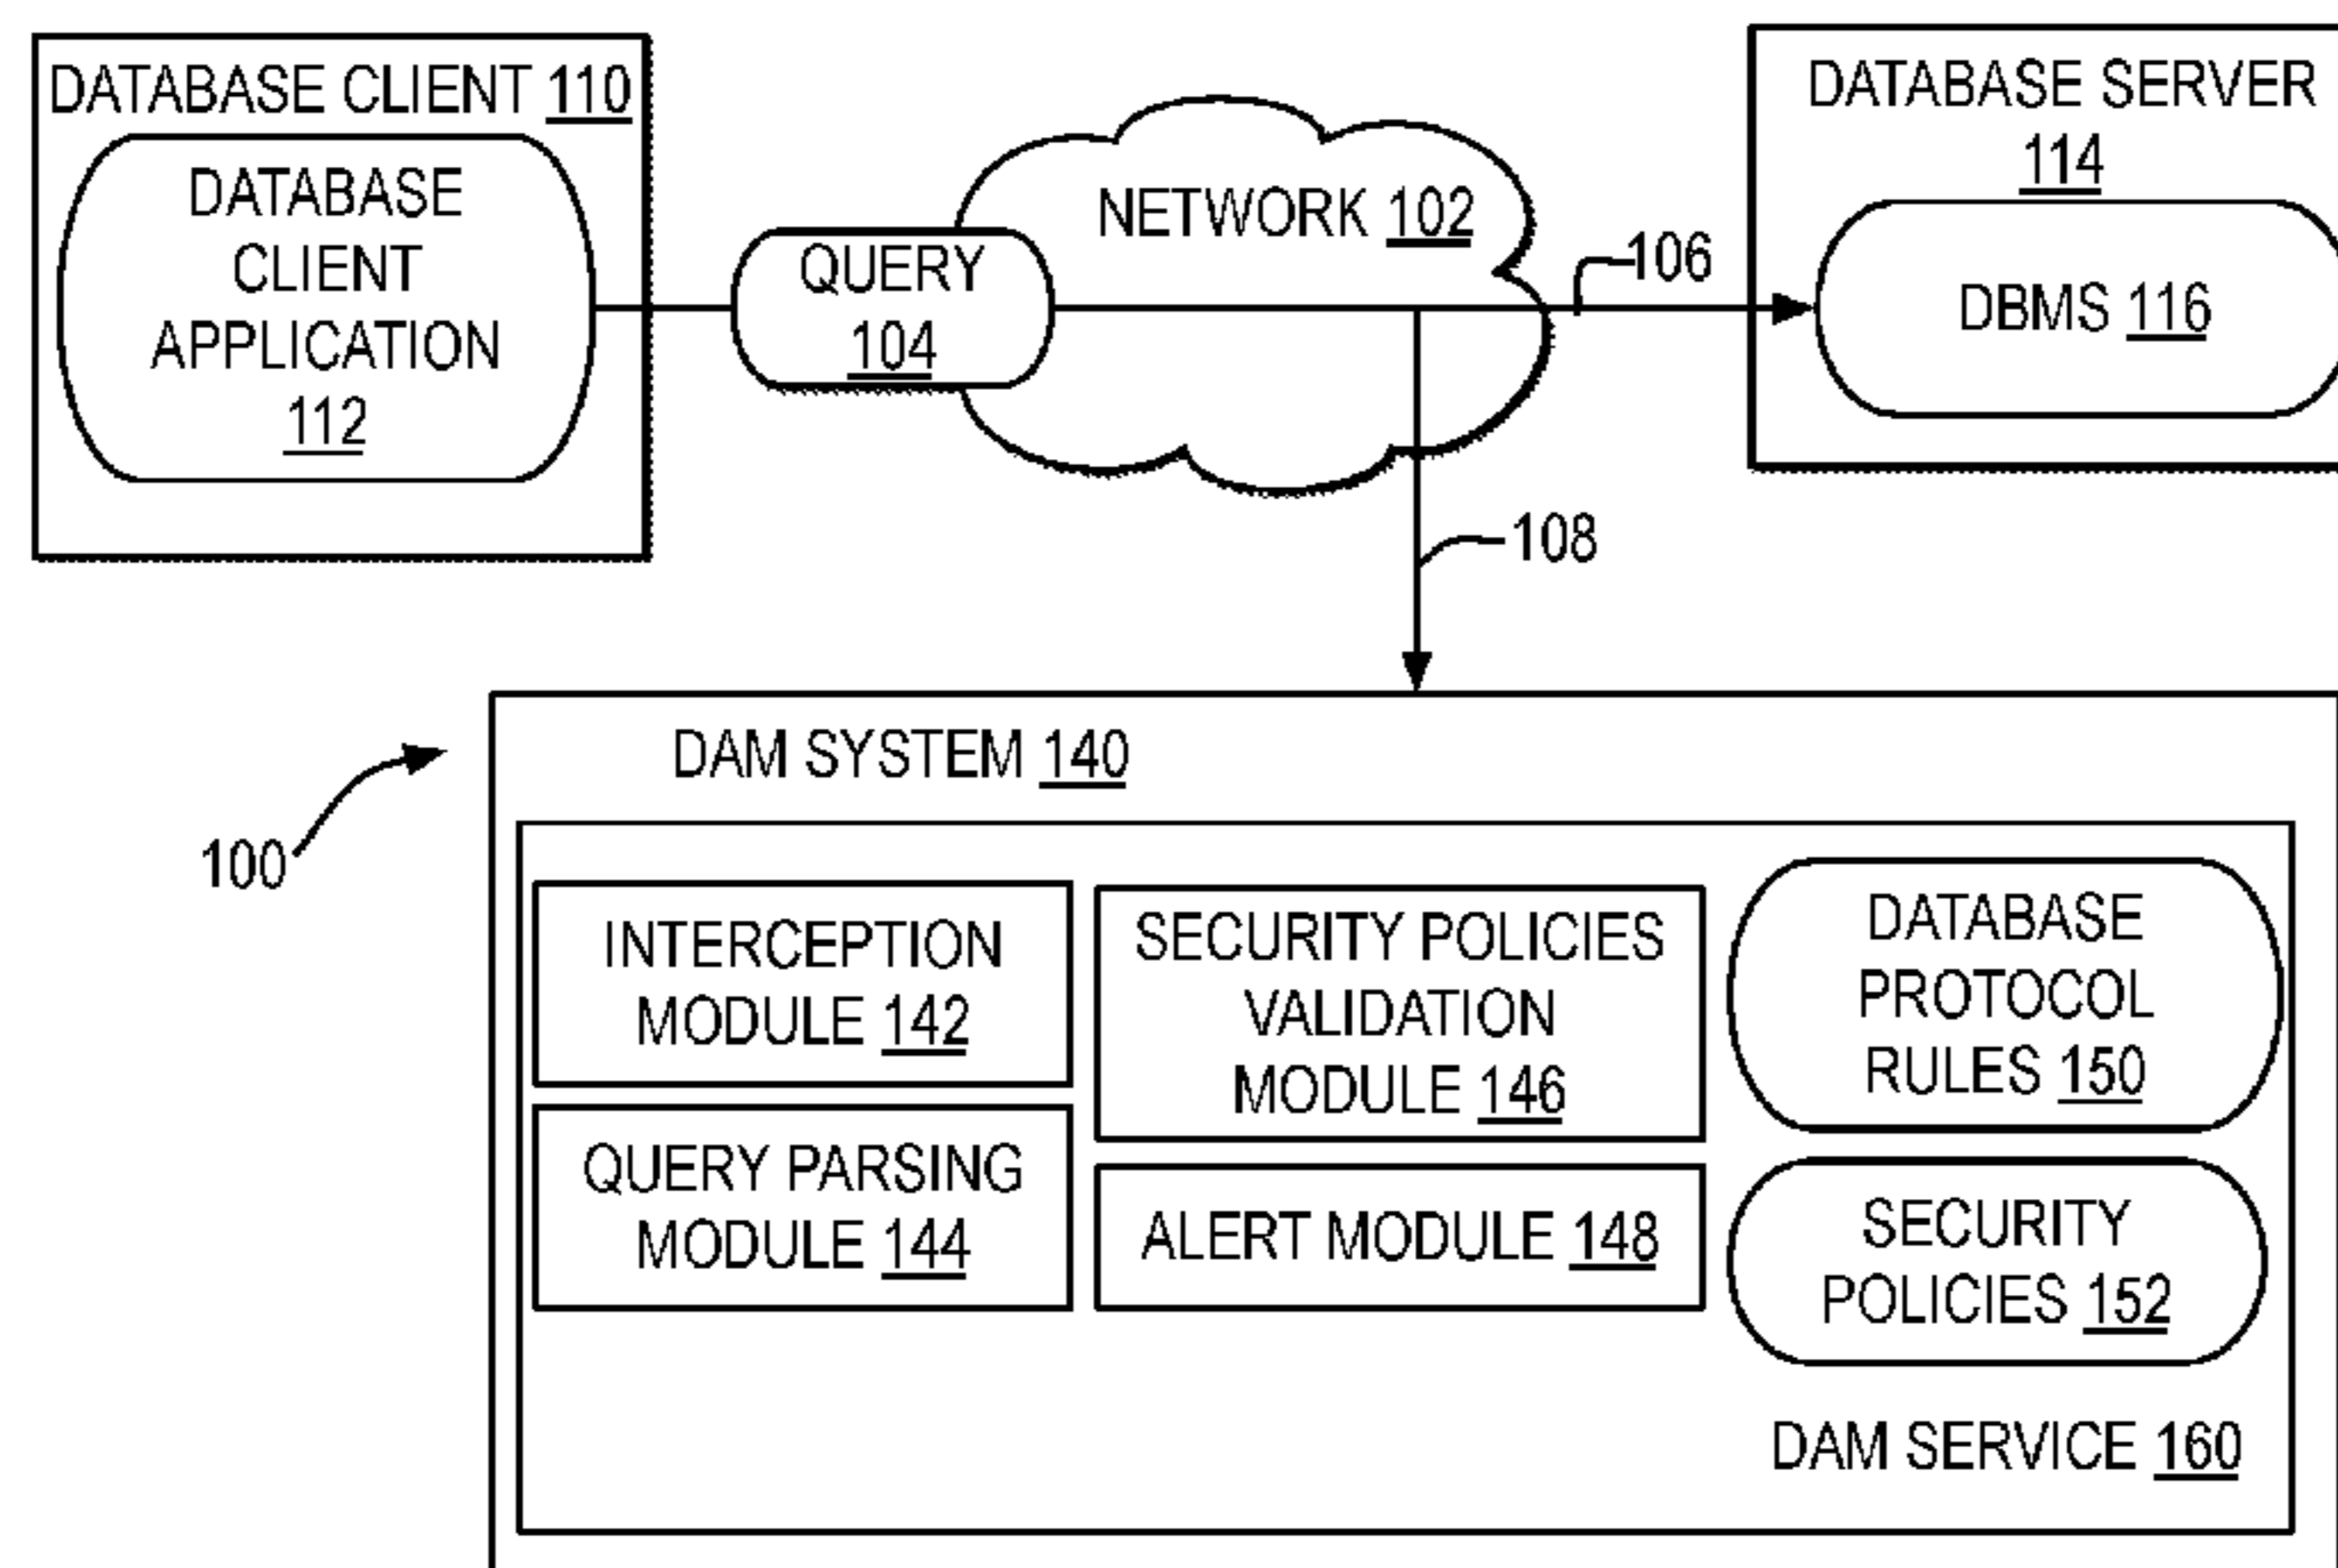 DATABASE CLIENT 110
DATABASE
CLIENT
APPLICATION
112
QUERY
104
NETWORK 102
106
DATABASE SERVER
114
DBMS 116
108
100
DAM SYSTEM 140
INTERCEPTION
MODULE 142
QUERY PARSING
MODULE 144
SECURITY POLICIES
VALIDATION
MODULE 146
ALERT MODULE 148
DATABASE
PROTOCOL
RULES 150
SECURITY
POLICIES 152
DAM SERVICE 160